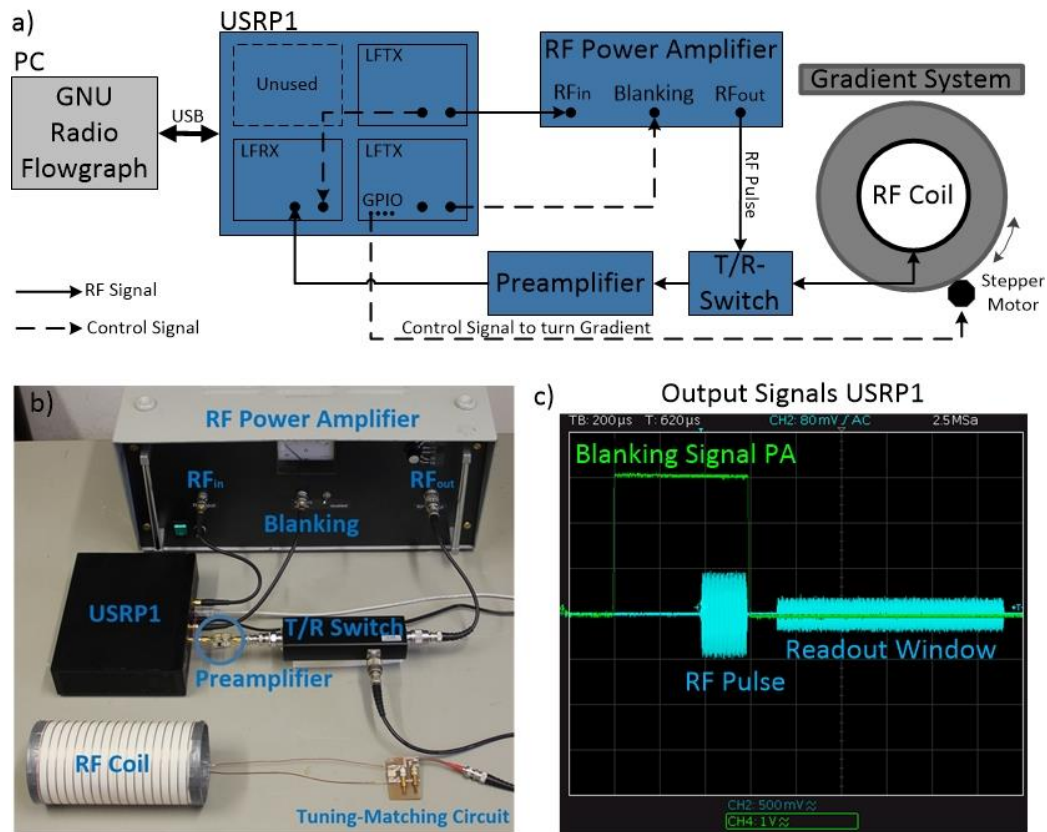 a)
USRP1
PC
GNU
Radio
Flowgraph
USB
Unused
LFTX
LFRX
LFTX
GPIO
RF Power Amplifier
RFin
Blanking
RFout
RF Pulse
Gradient System
RF Coil
Stepper
Motor
T/R-
Switch
Preamplifier
RF Signal
Control Signal
Control Signal to turn Gradient
b)
RF Power Amplifier
RFin
Blanking
RFout
USRP1
T/R Switch
Preamplifier
RF Coil
Tuning-Matching Circuit
c)
Output Signals USRP1
TB: 200µs T: 620µs CH2: 80mV AC 2.5MSa
Blanking Signal PA
RF Pulse
Readout Window
CH2: 500mV
CH4: 1V